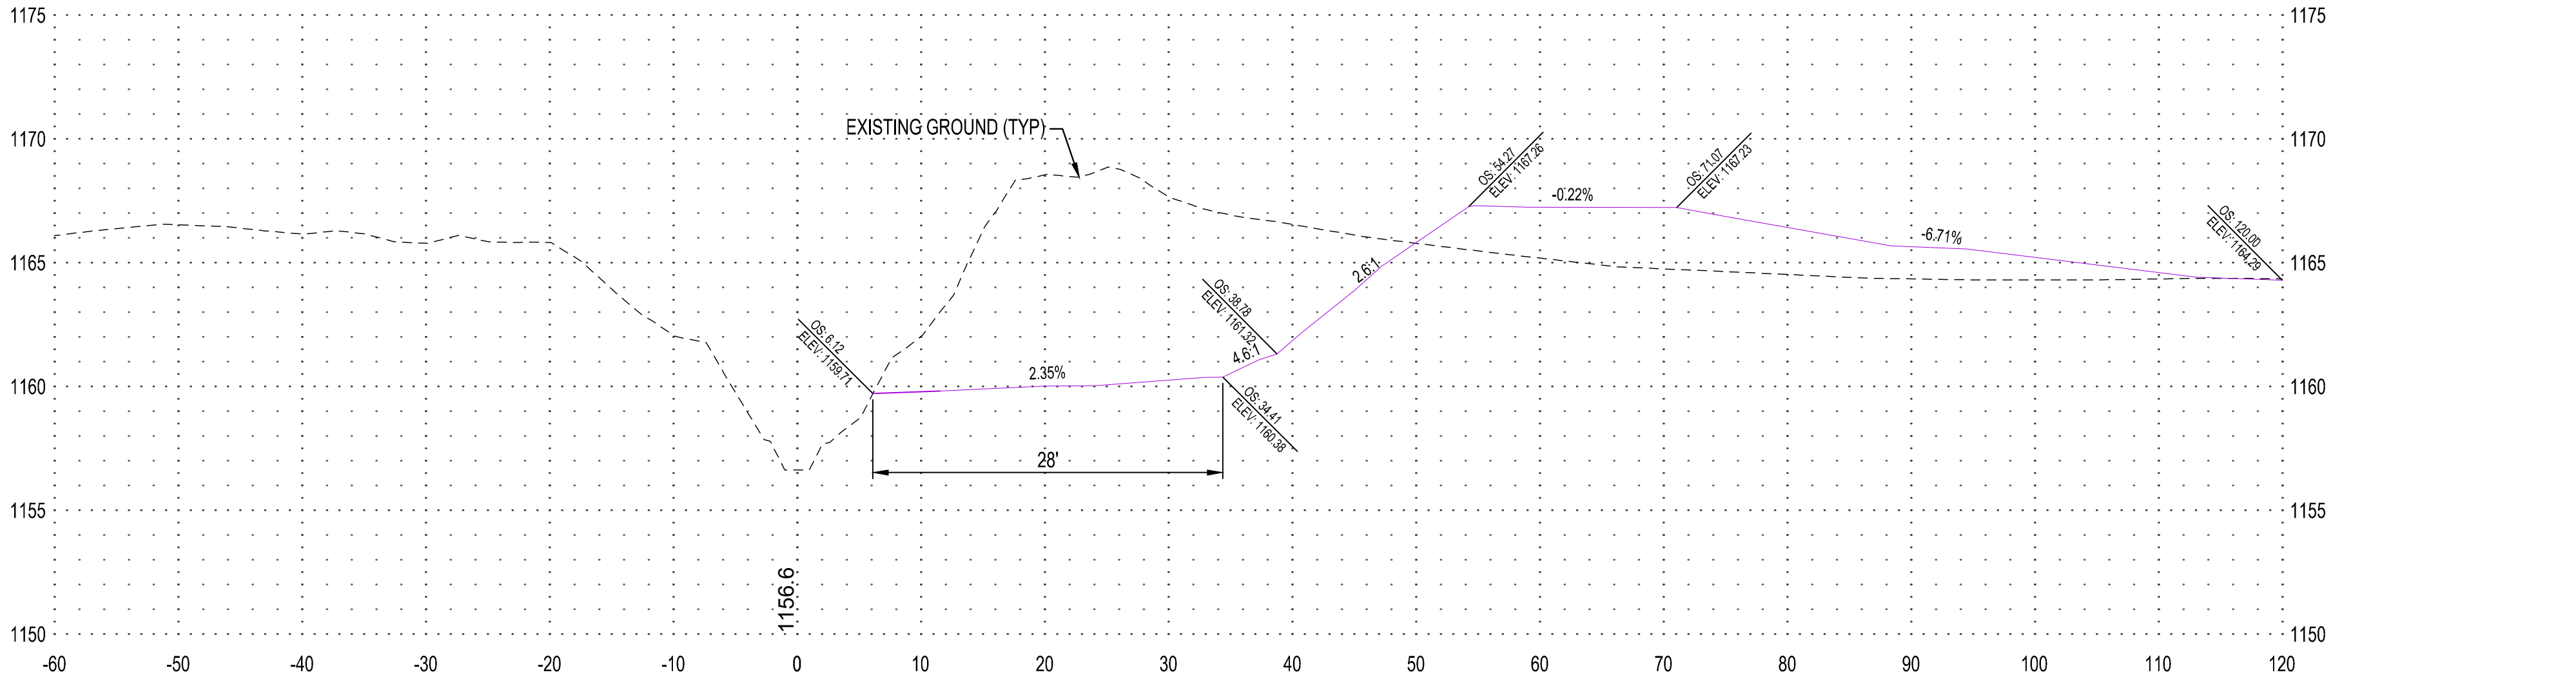 1175
1175
1170
1170
EXISTING GROUND (TYP)
OS: 54.27
ELEV: 1167.26
OS: 71.07
ELEV: 1167.23
-0.22%
OS: 120.00
ELEV: 1164.29
-6.71%
1165
1165
2.6:1
OS: 38.78
ELEV: 1161.32
4.6:1
OS: 6.12
ELEV: 1159.71
2.35%
1160
1160
OS: 34.41
ELEV: 1160.38
28'
1155
1155
1156.6
1150
1150
-60 -50 -40 -30 -20 -10 0 10 20 30 40 50 60 70 80 90 100 110 120